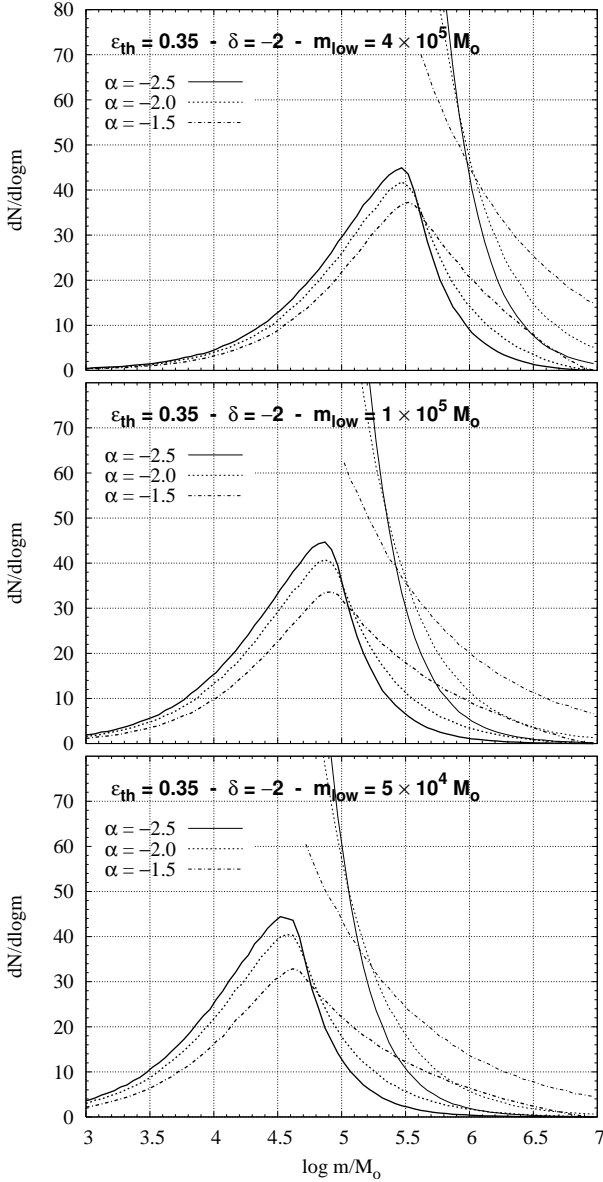 80
ε_th = 0.35 - δ = −2 - m_low = 4 × 10^5 M_o
70
α = −2.5
60
α = −2.0
α = −1.5
50
dN/dlogm
40
30
20
10
0
ε_th = 0.35 - δ = −2 - m_low = 1 × 10^5 M_o
70
α = −2.5
60
α = −2.0
α = −1.5
50
dN/dlogm
40
30
20
10
0
ε_th = 0.35 - δ = −2 - m_low = 5 × 10^4 M_o
70
α = −2.5
60
α = −2.0
α = −1.5
50
dN/dlogm
40
30
20
10
0
3 3.5 4 4.5 5 5.5 6 6.5 7
log m/M_o